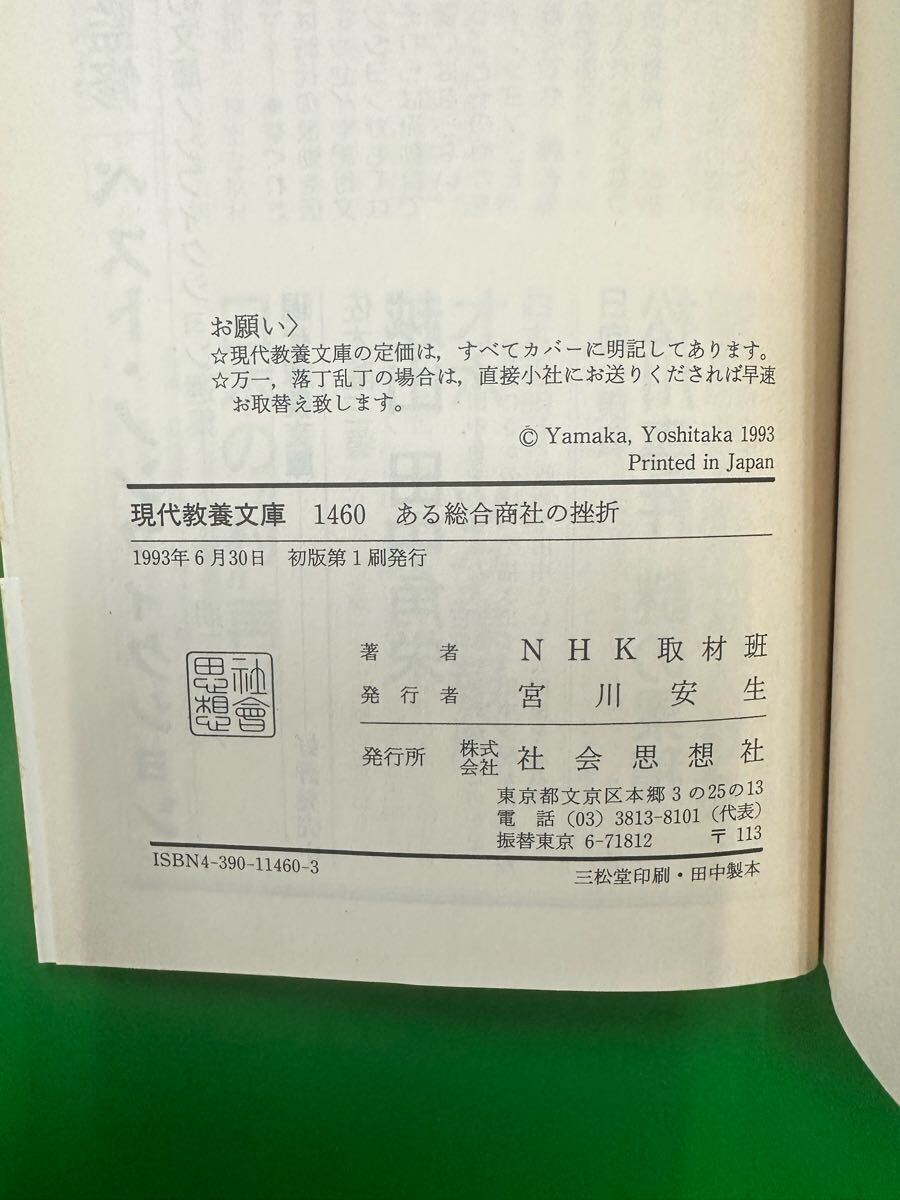 お願い〉
☆現代教養文庫の定価は，すべてカバーに明記してあります。
☆万一，落丁乱丁の場合は，直接小社にお送りくだされば早速
お取替え致します。
© Yamaka, Yoshitaka 1993
Printed in Japan
現代教養文庫 1460 ある総合商社の挫折
1993年6月30日 初版第1刷発行
著者 NHK取材班
発行者 宮川安生
社會思想
発行所 株式会社 社会思想社
東京都文京区本郷3の25の13
電話 (03) 3813-8101 (代表)
振替東京 6-71812 〒113
ISBN4-390-11460-3
三松堂印刷・田中製本